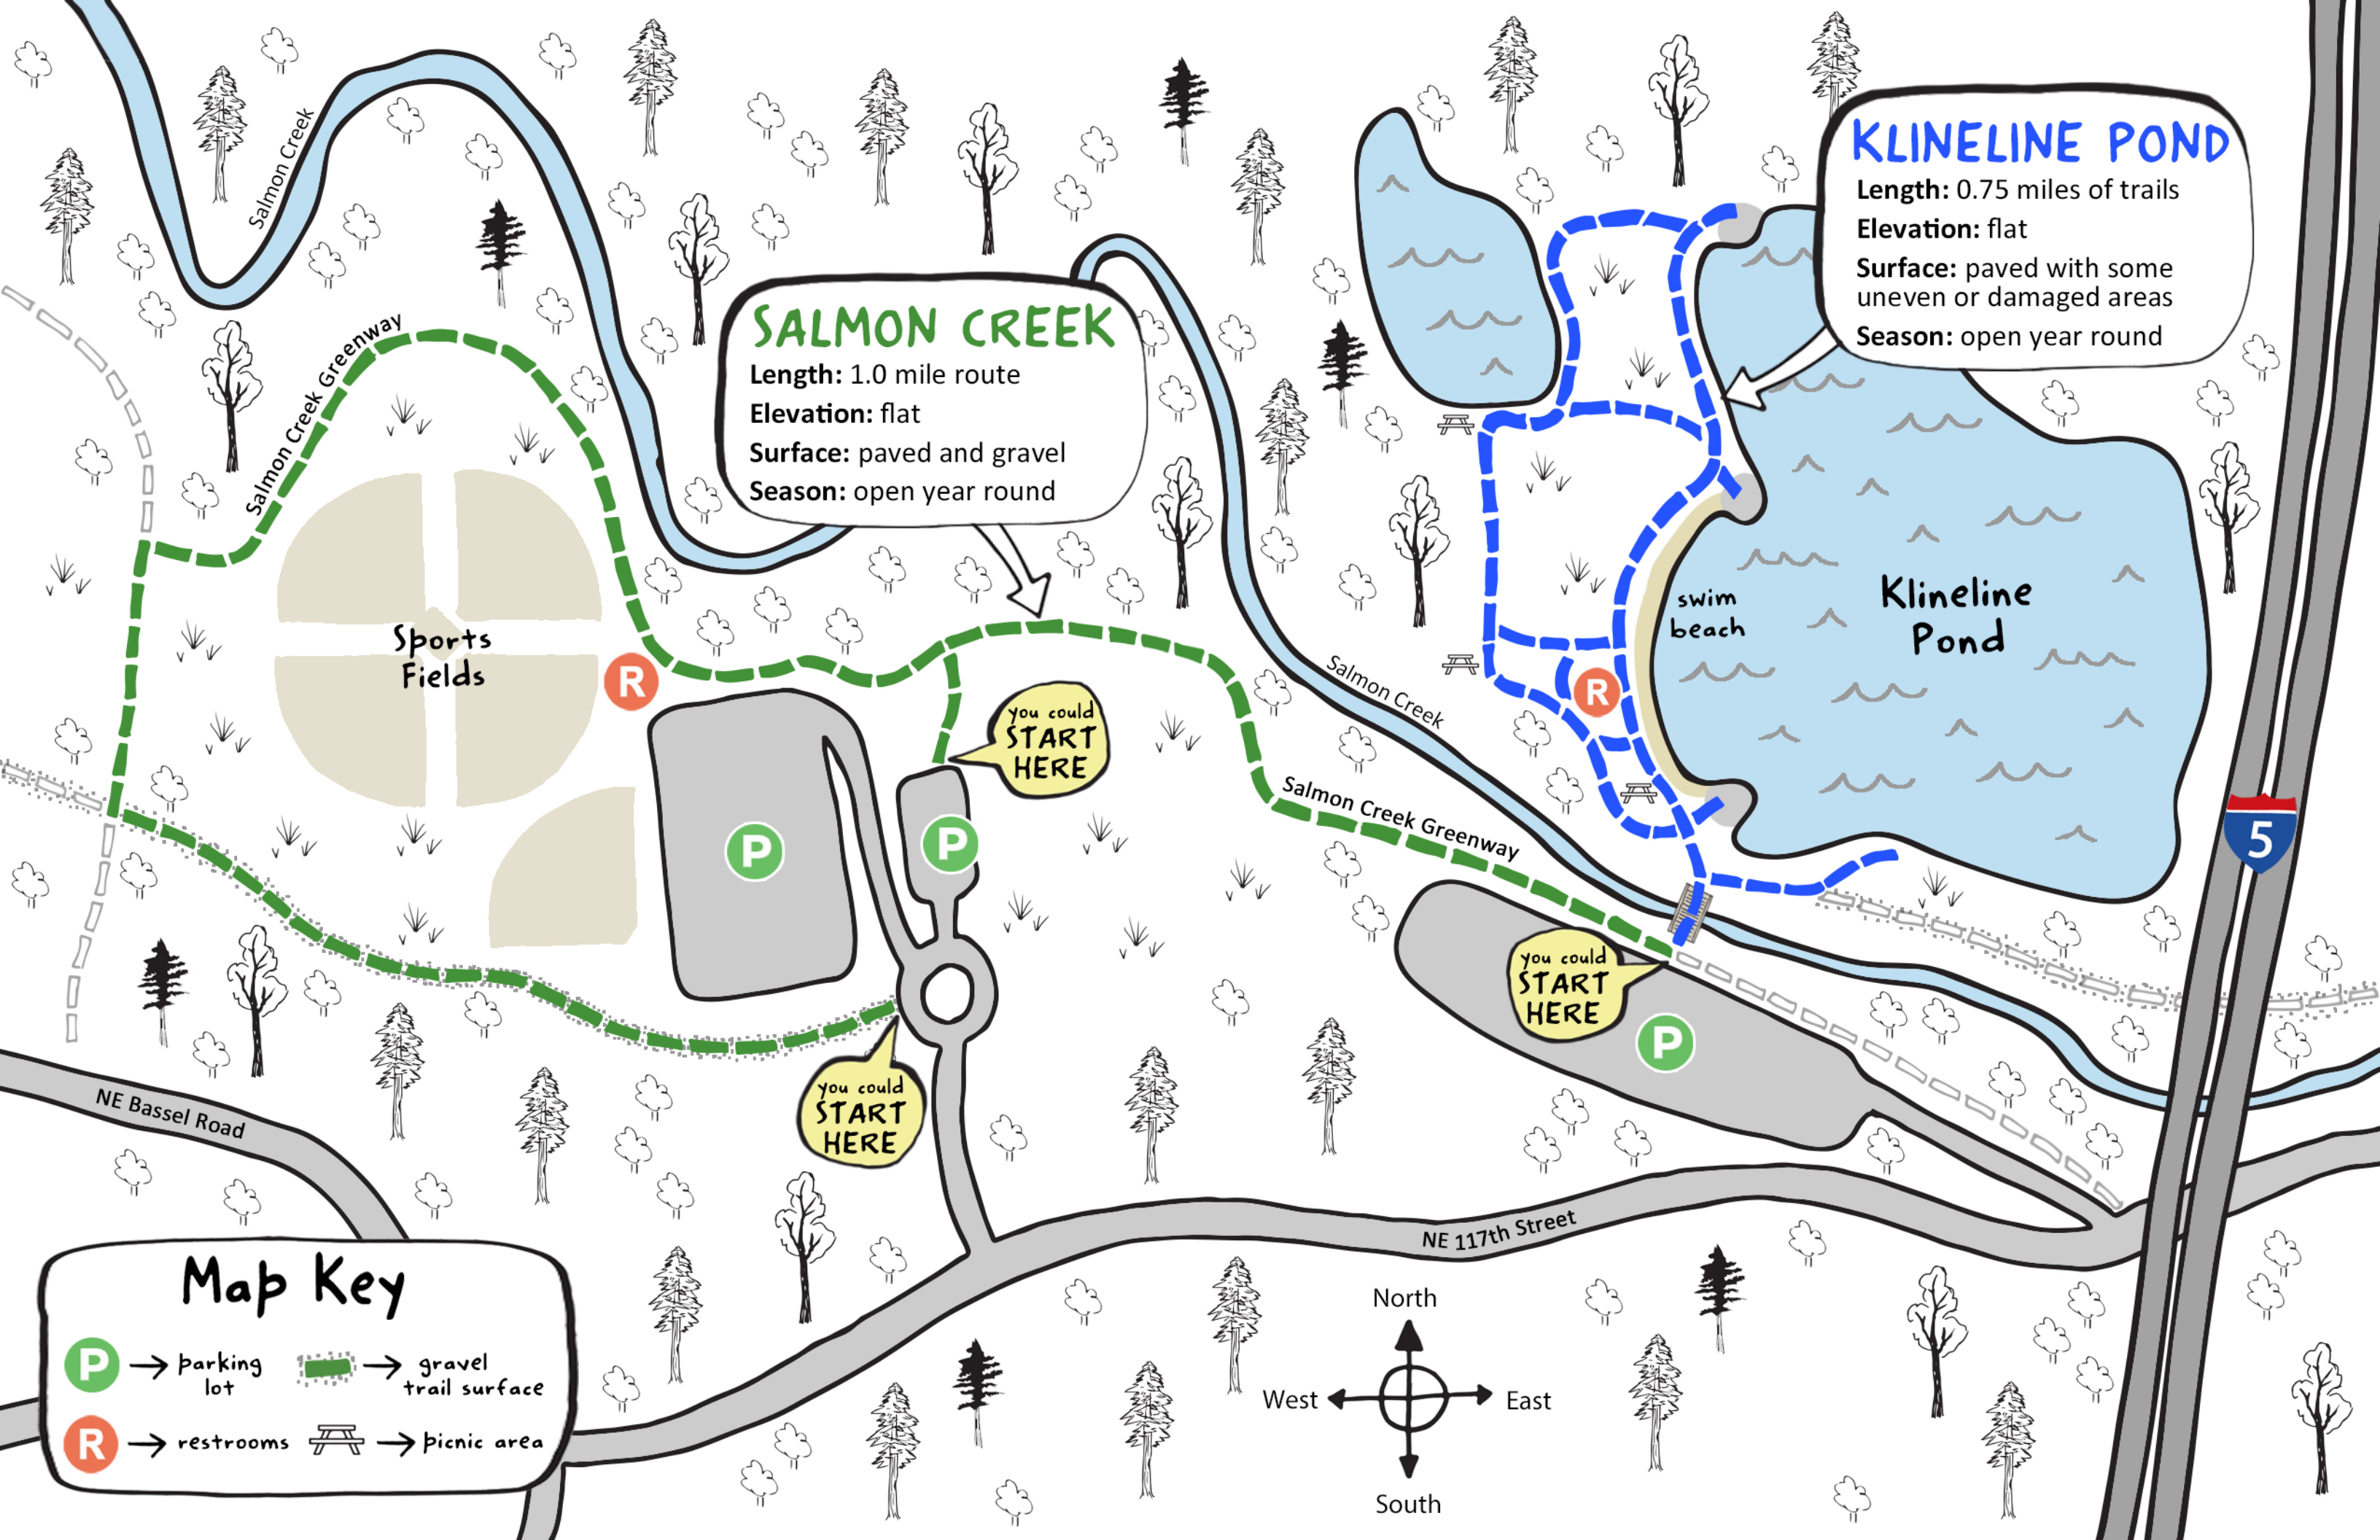 Salmon Creek
KLINELINE POND
Length: 0.75 miles of trails
Elevation: flat
Surface: paved with some
uneven or damaged areas
Season: open year round
SALMON CREEK
Length: 1.0 mile route
Elevation: flat
Surface: paved and gravel
Season: open year round
Salmon Creek Greenway
Sports
Fields
R
swim
beach
Klineline
Pond
Salmon Creek
R
you could
START
HERE
P
P
Salmon Creek Greenway
5
you could
START
HERE
P
you could
START
HERE
NE Bassel Road
NE 117th Street
Map Key
P → parking
lot
gravel
trail surface
R → restrooms
picnic area
North
West
East
South